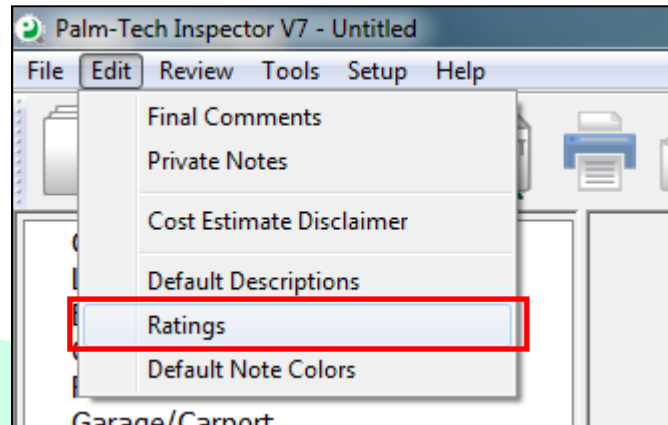 Palm-Tech Inspector V7 - Untitled
File Edit Review Tools Setup Help
Final Comments
Private Notes
Cost Estimate Disclaimer
Default Descriptions
Ratings
Default Note Colors
Garage/Carport